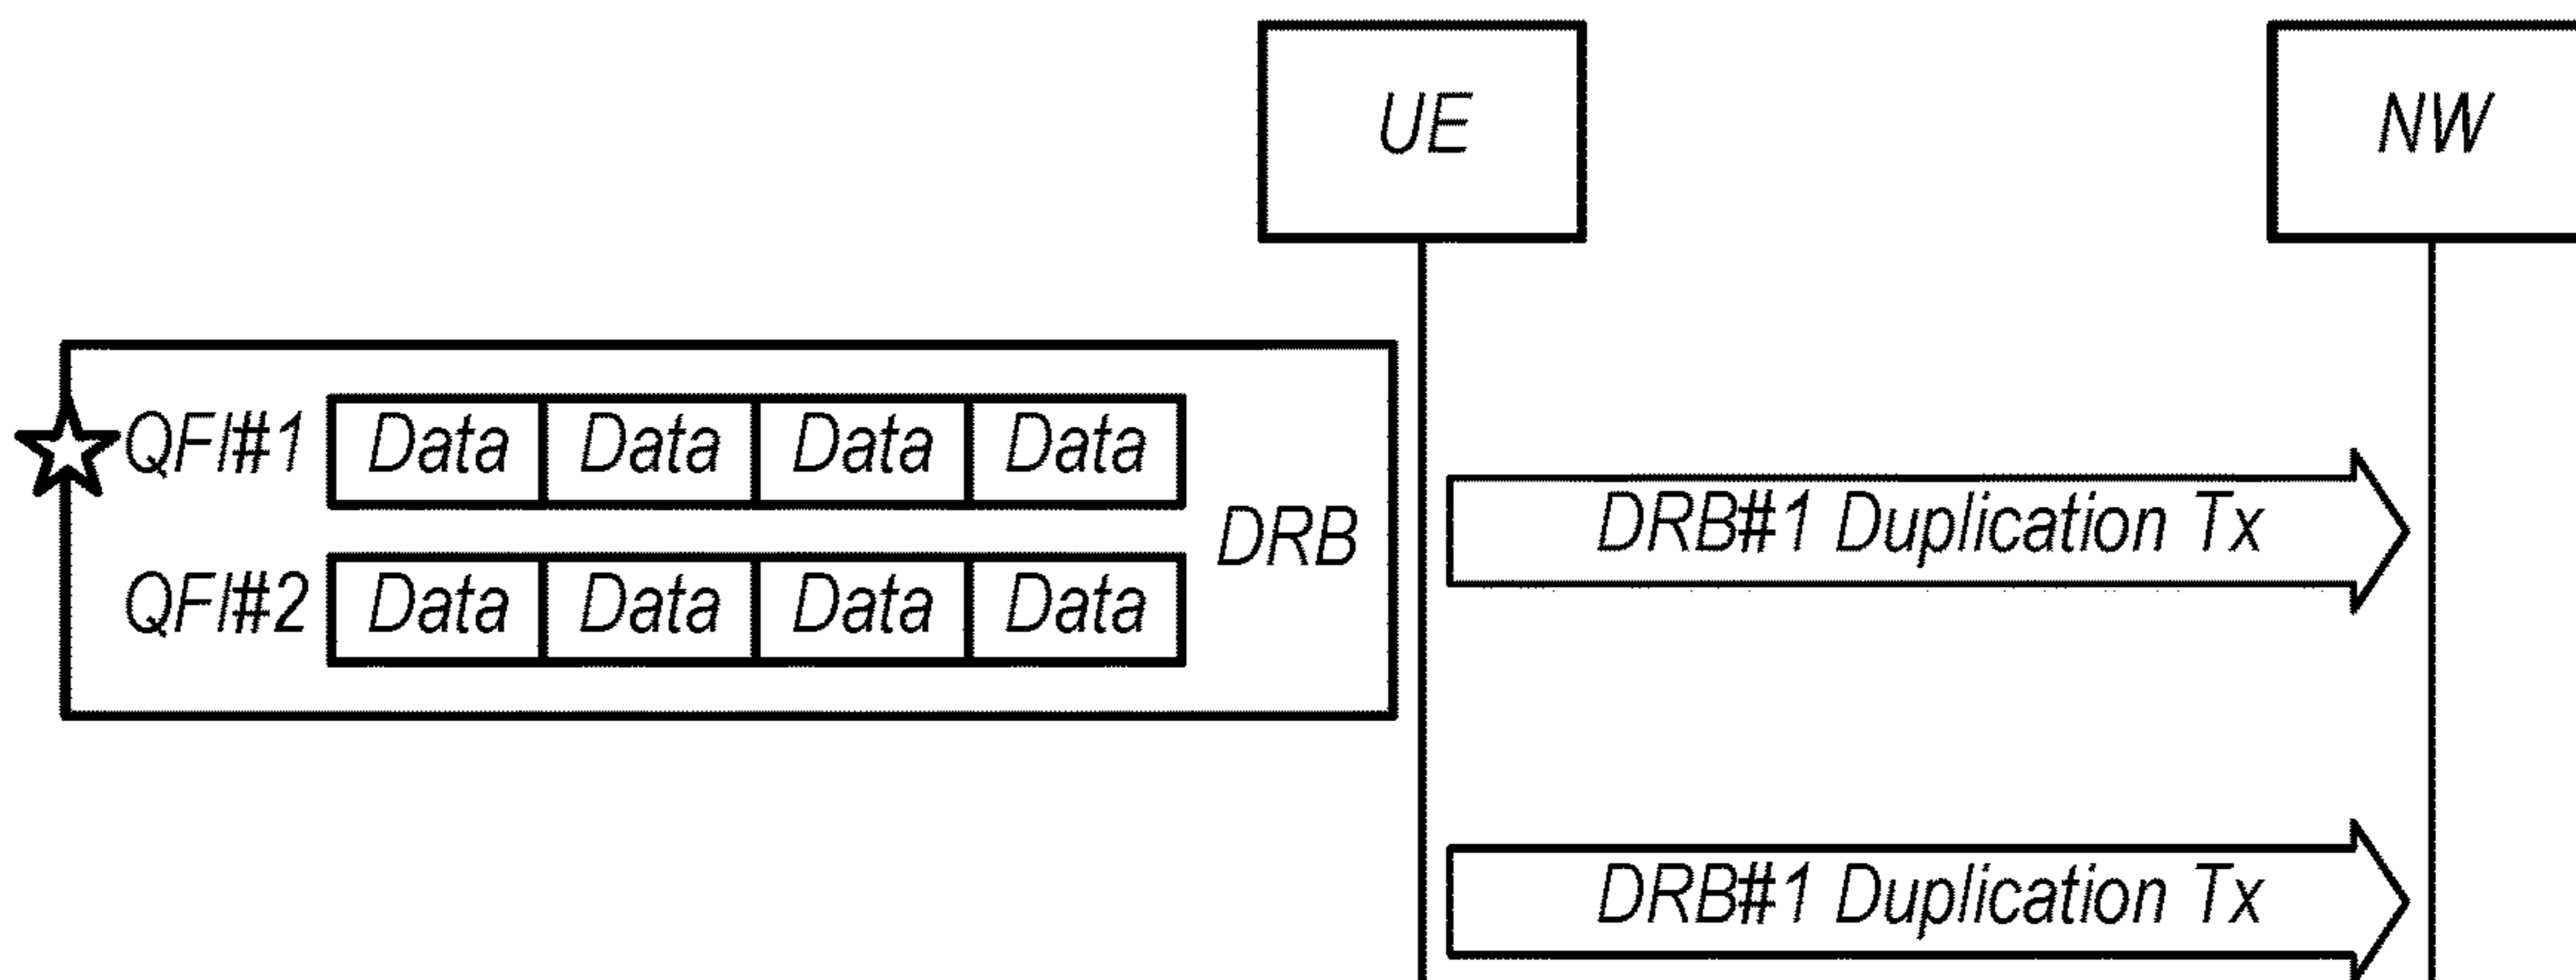 UE
NW
QFI#1 Data Data Data Data
DRB
QFI#2 Data Data Data Data
DRB#1 Duplication Tx
DRB#1 Duplication Tx